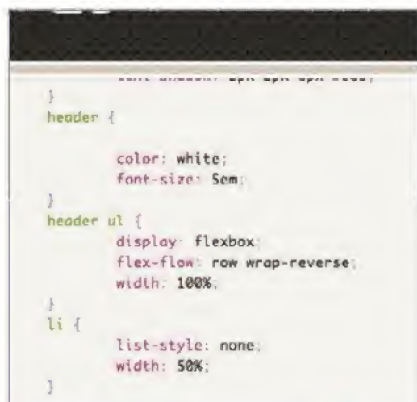 }
header {
color: white;
font-size: 5em;
}
header ul {
display: flexbox;
flex-flow: row wrap-reverse;
width: 100%;
}
li {
list-style: none;
width: 50%;
}